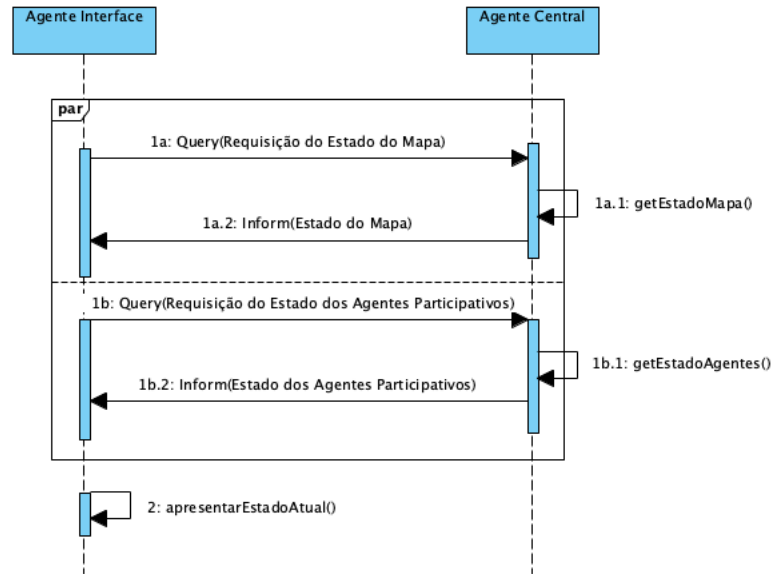 Agente Interface
Agente Central
par
1a: Query(Requisição do Estado do Mapa)
1a.1: getEstadoMapa()
1a.2: Inform(Estado do Mapa)
1b: Query(Requisição do Estado dos Agentes Participativos)
1b.1: getEstadoAgentes()
1b.2: Inform(Estado dos Agentes Participativos)
2: apresentarEstadoAtual()